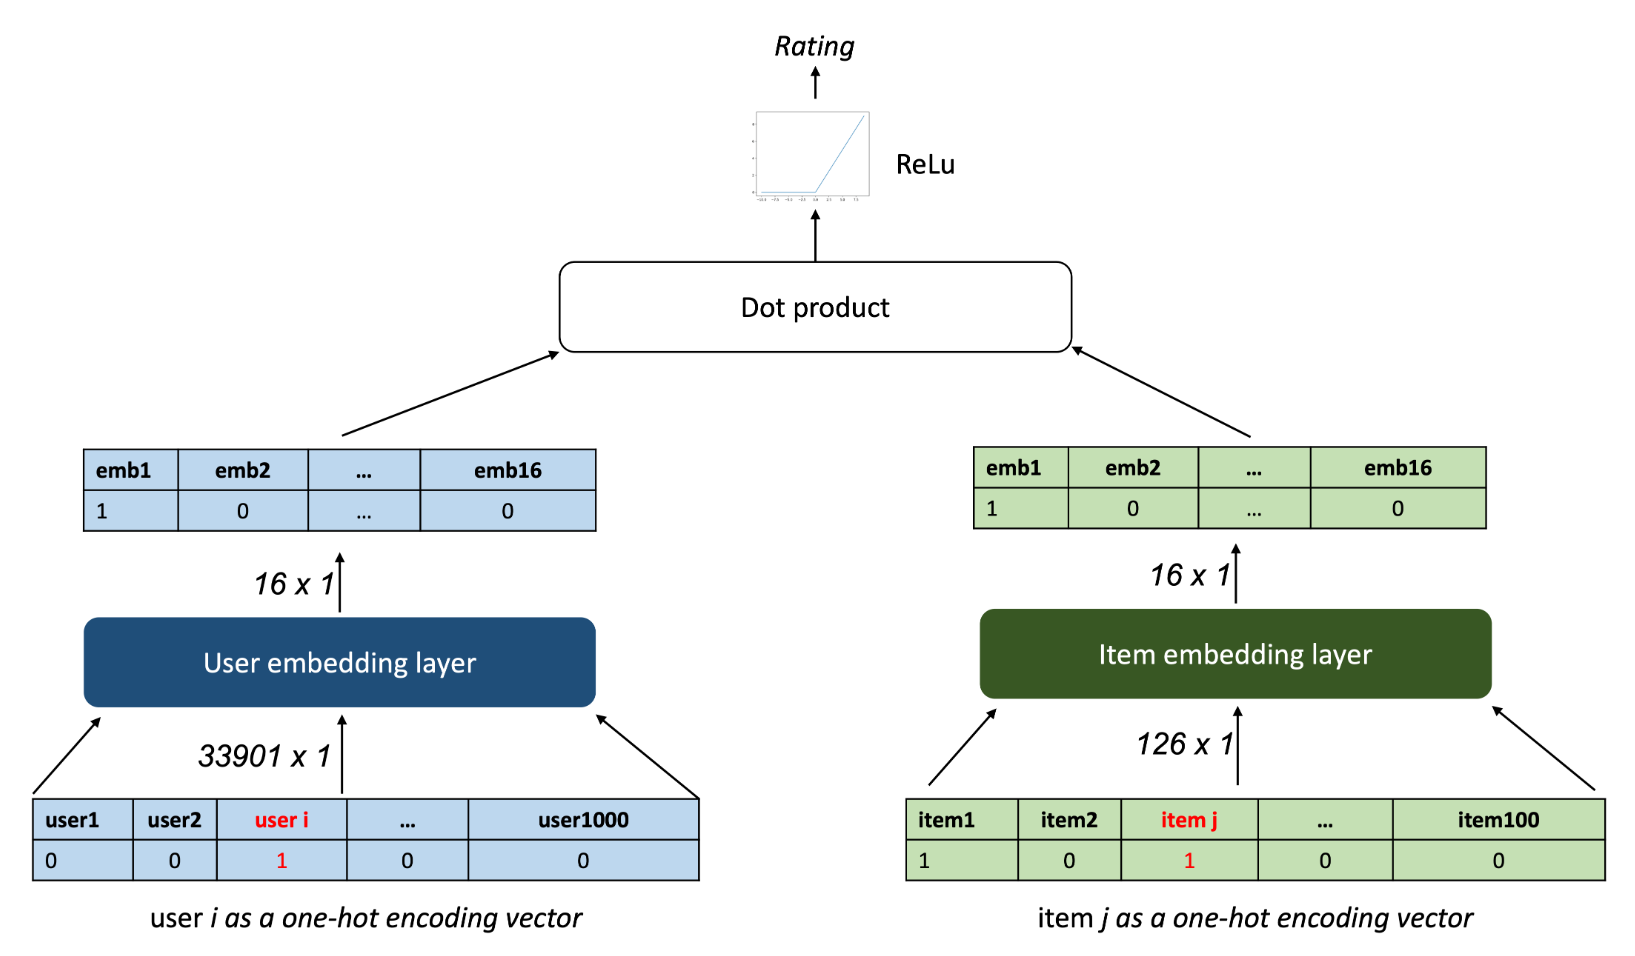 Rating
ReLu
Dot product
emb1 emb2 ... emb16
1 0 ... 0
emb1 emb2 ... emb16
1 0 ... 0
16 x 1
16 x 1
User embedding layer
Item embedding layer
33901 x 1
126 x 1
user1 user2 user i ... user1000
0 0 1 0 0
item1 item2 item j ... item100
1 0 1 0 0
user i as a one-hot encoding vector
item j as a one-hot encoding vector